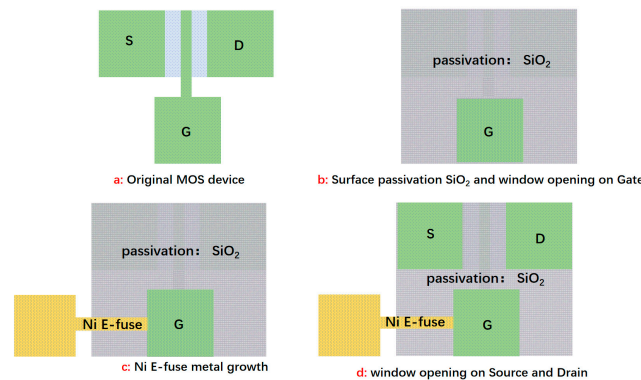 S
D
G
a: Original MOS device
passivation: SiO₂
G
b: Surface passivation SiO₂ and window opening on Gate
passivation: SiO₂
Ni E-fuse
G
c: Ni E-fuse metal growth
S
D
passivation: SiO₂
Ni E-fuse
G
d: window opening on Source and Drain